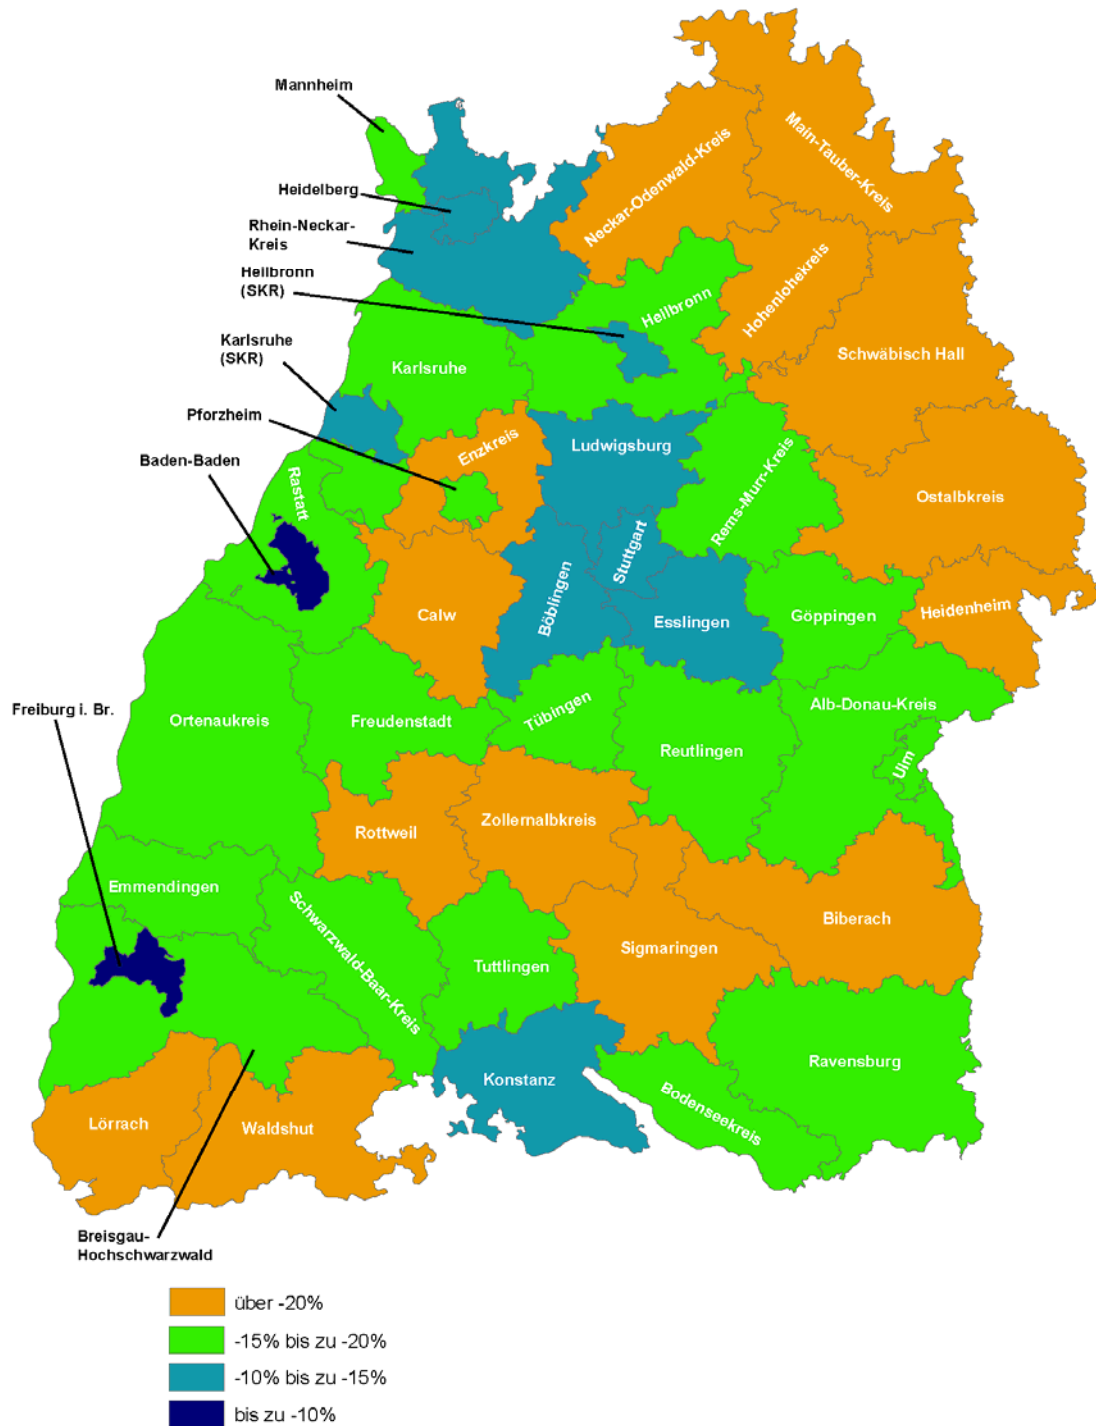 Mannheim
Heidelberg
Rhein-Neckar-
Kreis
Heilbronn
(SKR)
Karlsruhe
(SKR)
Pforzheim
Baden-Baden
Freiburg i. Br.
Breisgau-
Hochschwarzwald
Main-Tauber-Kreis
Neckar-Odenwald-Kreis
Hohenlohekreis
Heilbronn
Schwäbisch Hall
Karlsruhe
Enzkreis
Ludwigsburg
Rems-Murr-Kreis
Ostalbkreis
Rastatt
Stuttgart
Böblingen
Esslingen
Göppingen
Heidenheim
Calw
Ortenaukreis
Freudenstadt
Tübingen
Reutlingen
Alb-Donau-Kreis
Ulm
Rottweil
Zollernalbkreis
Emmendingen
Schwarzwald-Baar-Kreis
Tuttlingen
Sigmaringen
Biberach
Konstanz
Bodenseekreis
Ravensburg
Lörrach
Waldshut
über -20%
-15% bis zu -20%
-10% bis zu -15%
bis zu -10%